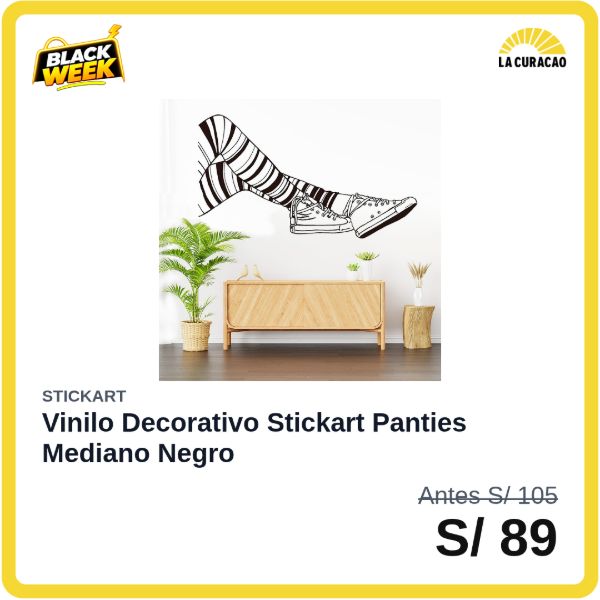 BLACK
WEEK
LA CURACAO
STICKART
Vinilo Decorativo Stickart Panties
Mediano Negro
Antes S/ 105
S/ 89